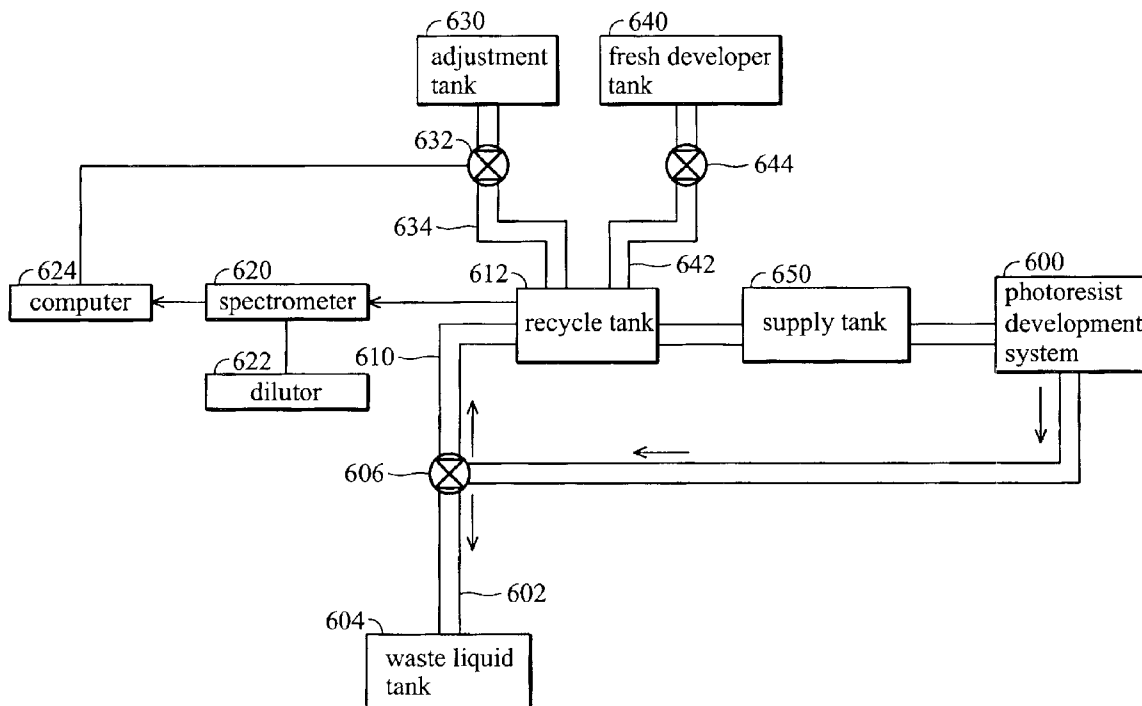 630
adjustment
tank
640
fresh developer
tank
632
644
634
642
624
computer
620
spectrometer
612
recycle tank
650
supply tank
600
photoresist
development
system
622
dilutor
610
606
602
604
waste liquid
tank